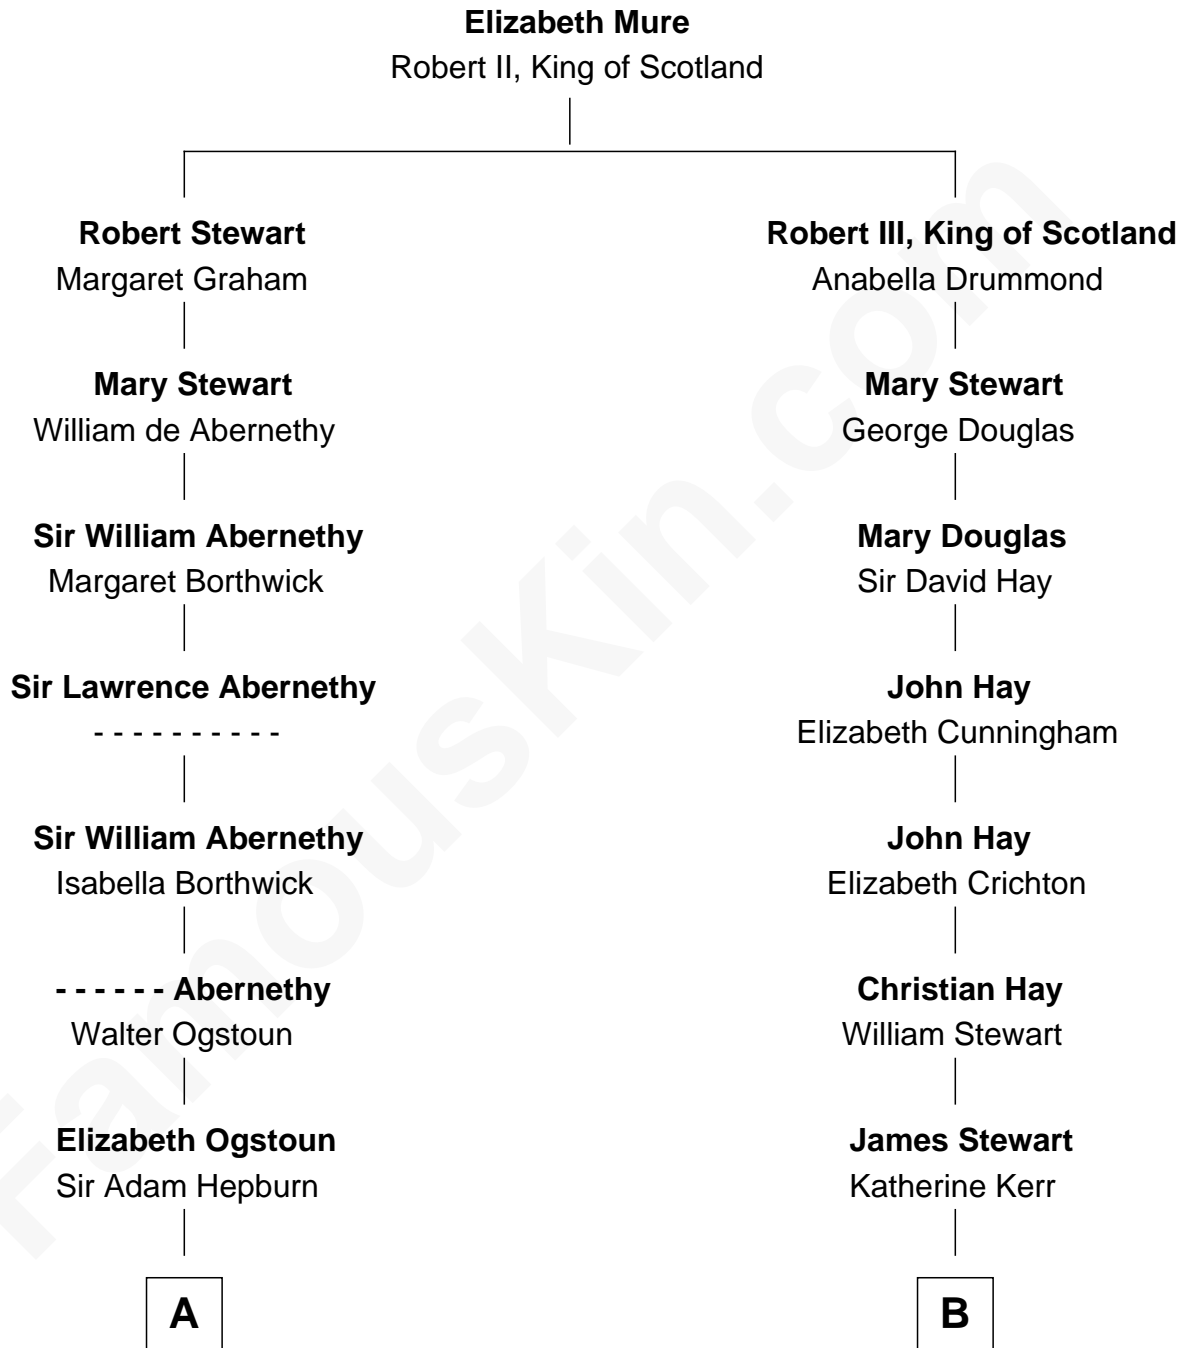 Elizabeth Mure
Robert II, King of Scotland
Robert Stewart
Margaret Graham
Mary Stewart
William de Abernethy
Sir William Abernethy
Margaret Borthwick
Sir Lawrence Abernethy
- - - - - - - - - -
Sir William Abernethy
Isabella Borthwick
- - - - - - Abernethy
Walter Ogstoun
Elizabeth Ogstoun
Sir Adam Hepburn
A
Robert III, King of Scotland
Anabella Drummond
Mary Stewart
George Douglas
Mary Douglas
Sir David Hay
John Hay
Elizabeth Cunningham
John Hay
Elizabeth Crichton
Christian Hay
William Stewart
James Stewart
Katherine Kerr
B
FamousKin.com